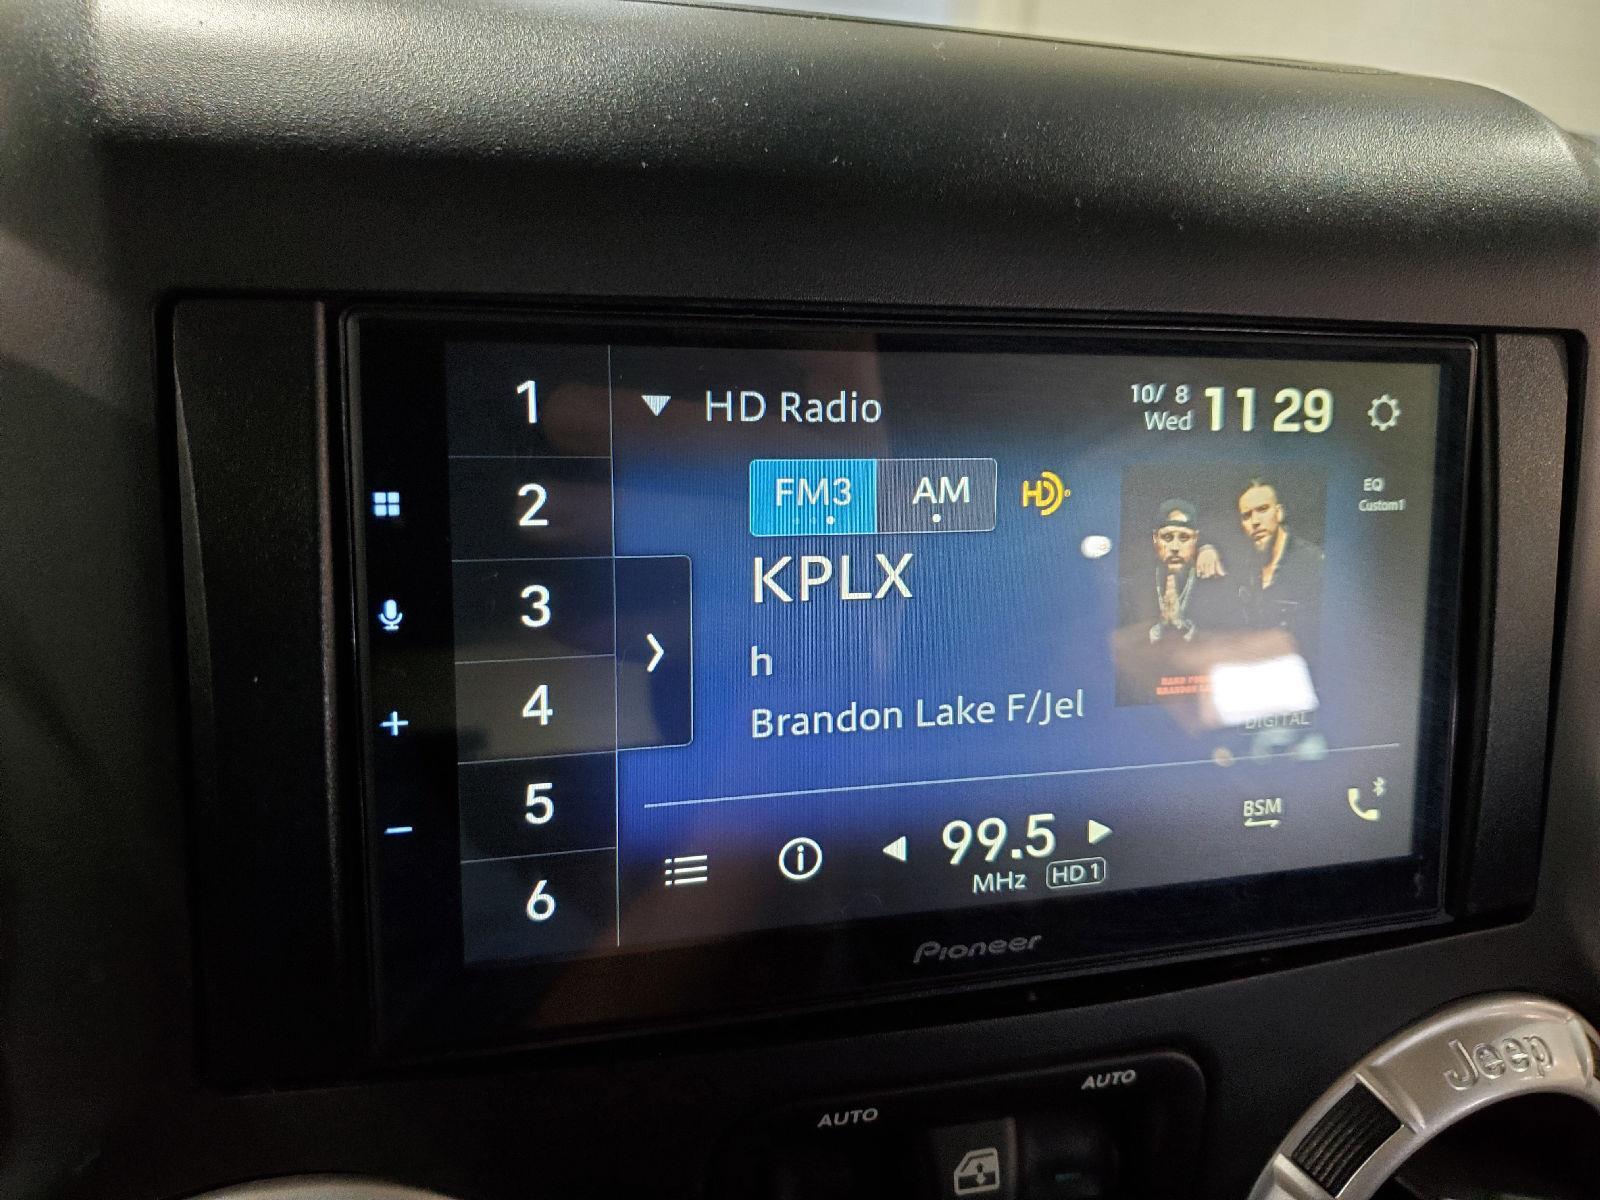 1
2
3
4
5
6
HD Radio
10/ 8
Wed
11 29
FM3
AM
HD
EQ
Custom1
KPLX
h
Brandon Lake F/Jel
DIGITAL
99.5
MHz
HD 1
BSM
Pioneer
AUTO
AUTO
Jeep